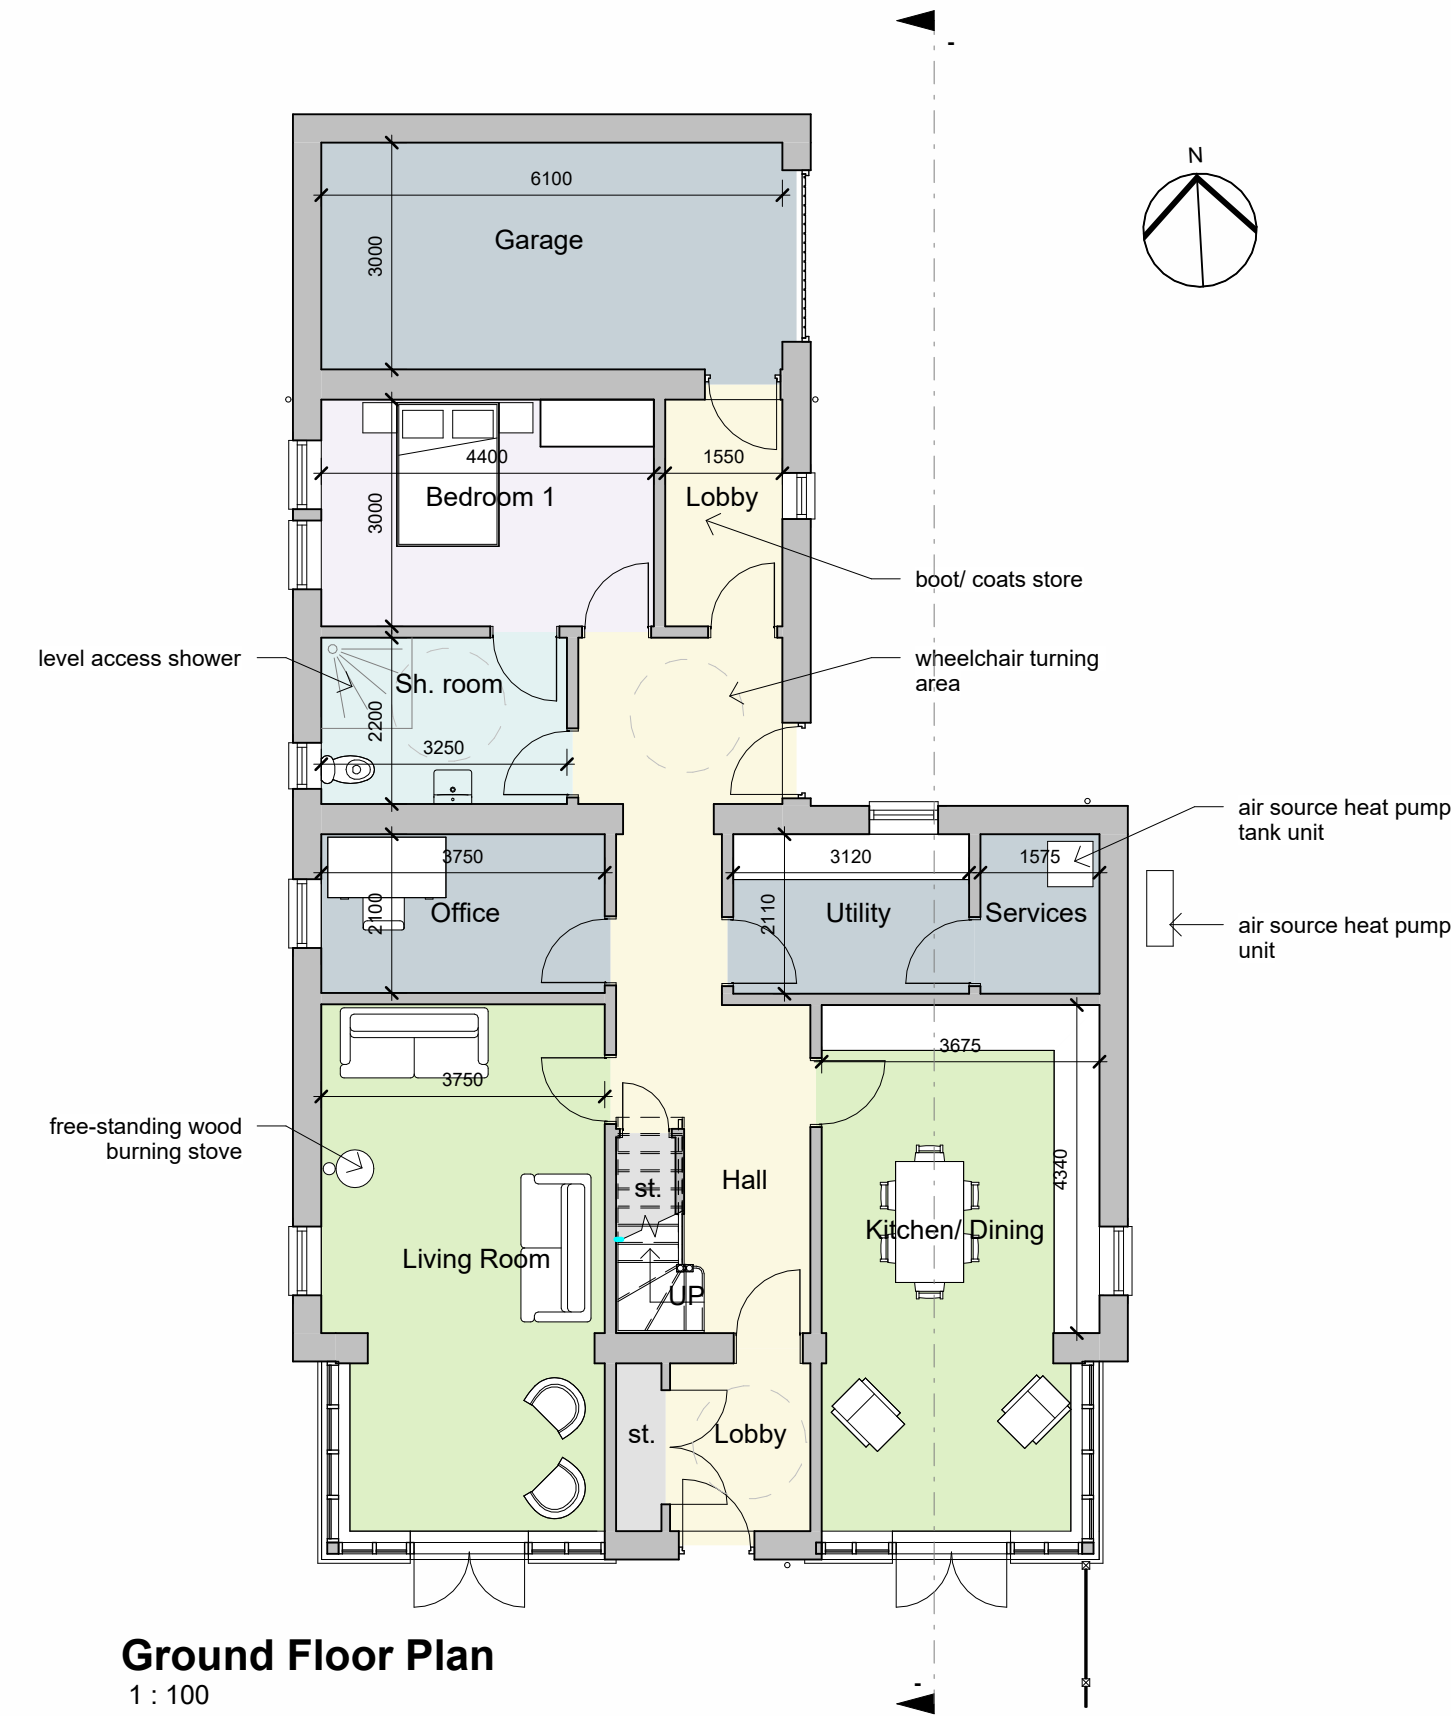 -
N
6100
Garage
3000
4400
1550
Bedroom 1
Lobby
3000
boot/ coats store
level access shower
wheelchair turning
area
Sh. room
2200
3250
air source heat pump
tank unit
3750
3120
1575
Office
2100
2110
Utility
Services
air source heat pump
unit
3675
3750
free-standing wood
burning stove
4340
st.
Hall
Kitchen/ Dining
Living Room
UP
st.
Lobby
Ground Floor Plan
1 : 100
-